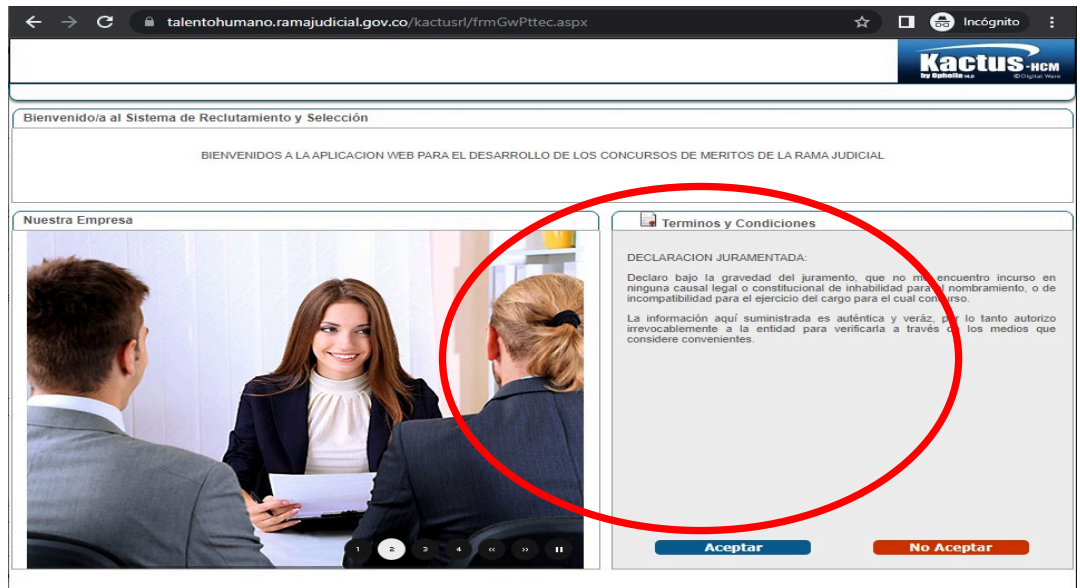 talentohumano.ramajudicial.gov.co/kactusrl/frmGwPttec.aspx
Incógnito
Kactus-HCM
by Ophelia
©Digital Ware
Bienvenido/a al Sistema de Reclutamiento y Selección
BIENVENIDOS A LA APLICACION WEB PARA EL DESARROLLO DE LOS CONCURSOS DE MERITOS DE LA RAMA JUDICIAL
Nuestra Empresa
Terminos y Condiciones
DECLARACION JURAMENTADA:
Declaro bajo la gravedad del juramento, que no me encuentro incurso en
ninguna causal legal o constitucional de inhabilidad para el nombramiento, o de
incompatibilidad para el ejercicio del cargo para el cual concurso.
La información aquí suministrada es auténtica y veráz, por lo tanto autorizo
irrevocablemente a la entidad para verificarla a través de los medios que
considere convenientes.
1 2 3 4 « »
Aceptar
No Aceptar